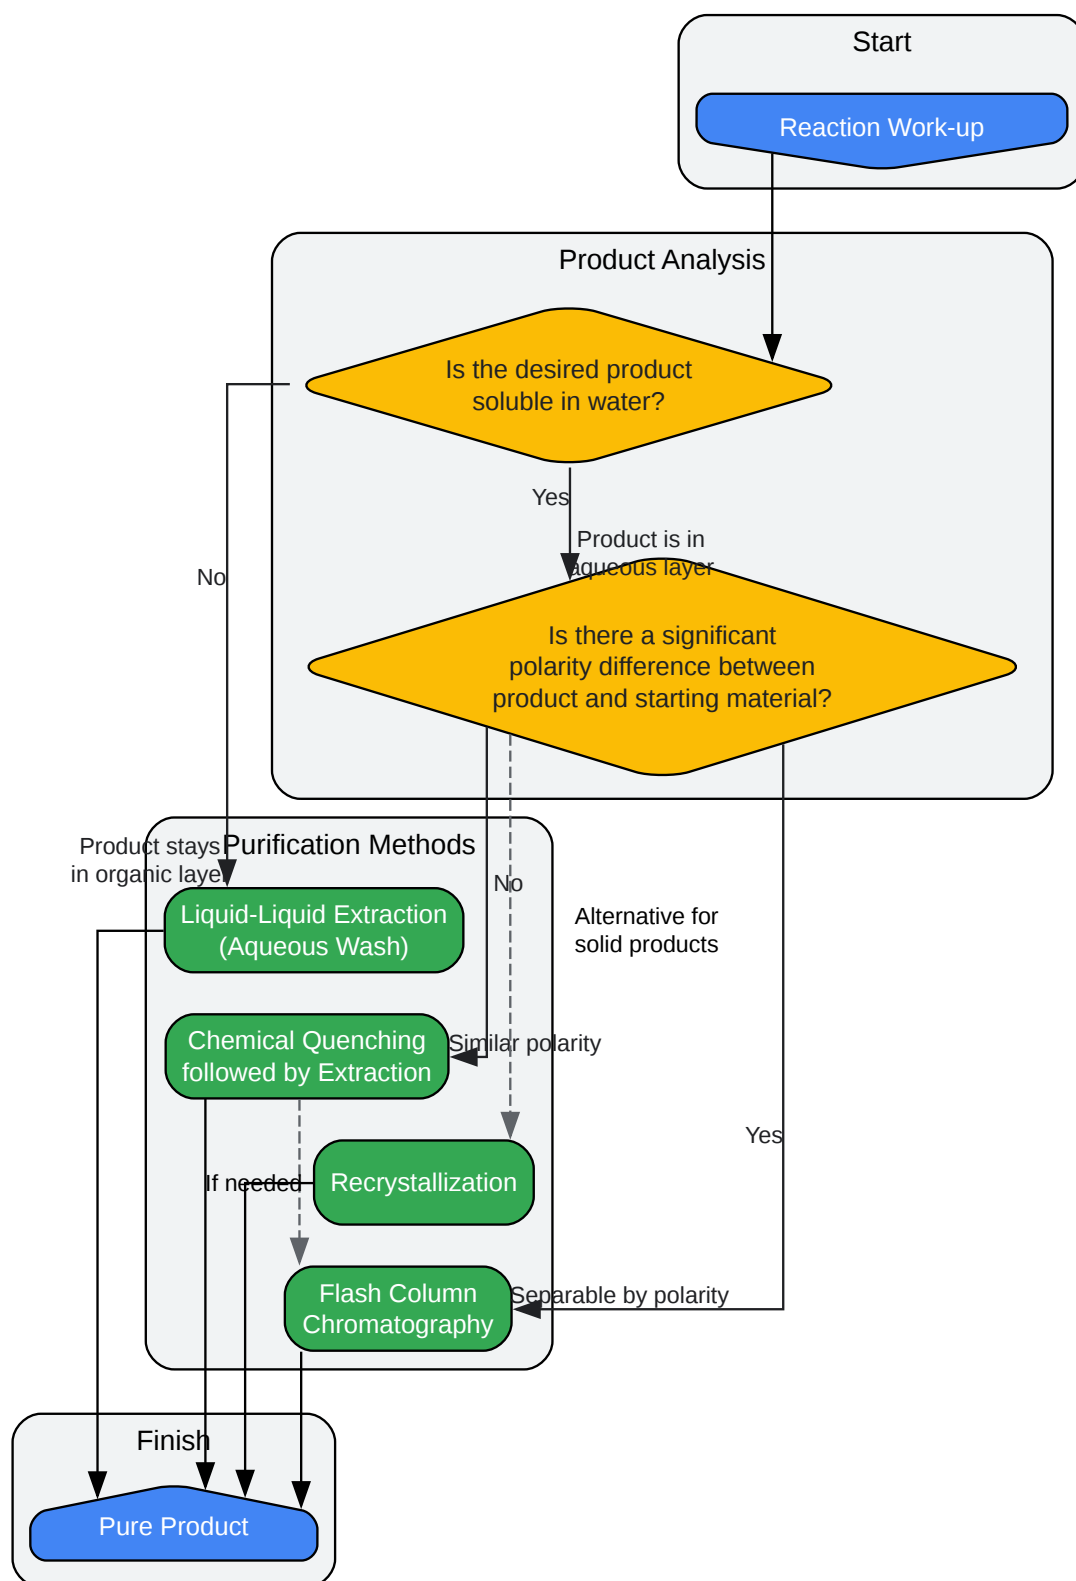 Start
Reaction Work-up
Product Analysis
Is the desired product
soluble in water?
Yes
Product is in
aqueous layer
No
Is there a significant
polarity difference between
product and starting material?
Product stays
in organic layer
Purification Methods
No
Liquid-Liquid Extraction
(Aqueous Wash)
Alternative for
solid products
Chemical Quenching
followed by Extraction
Similar polarity
Yes
If needed
Recrystallization
Flash Column
Chromatography
Separable by polarity
Finish
Pure Product